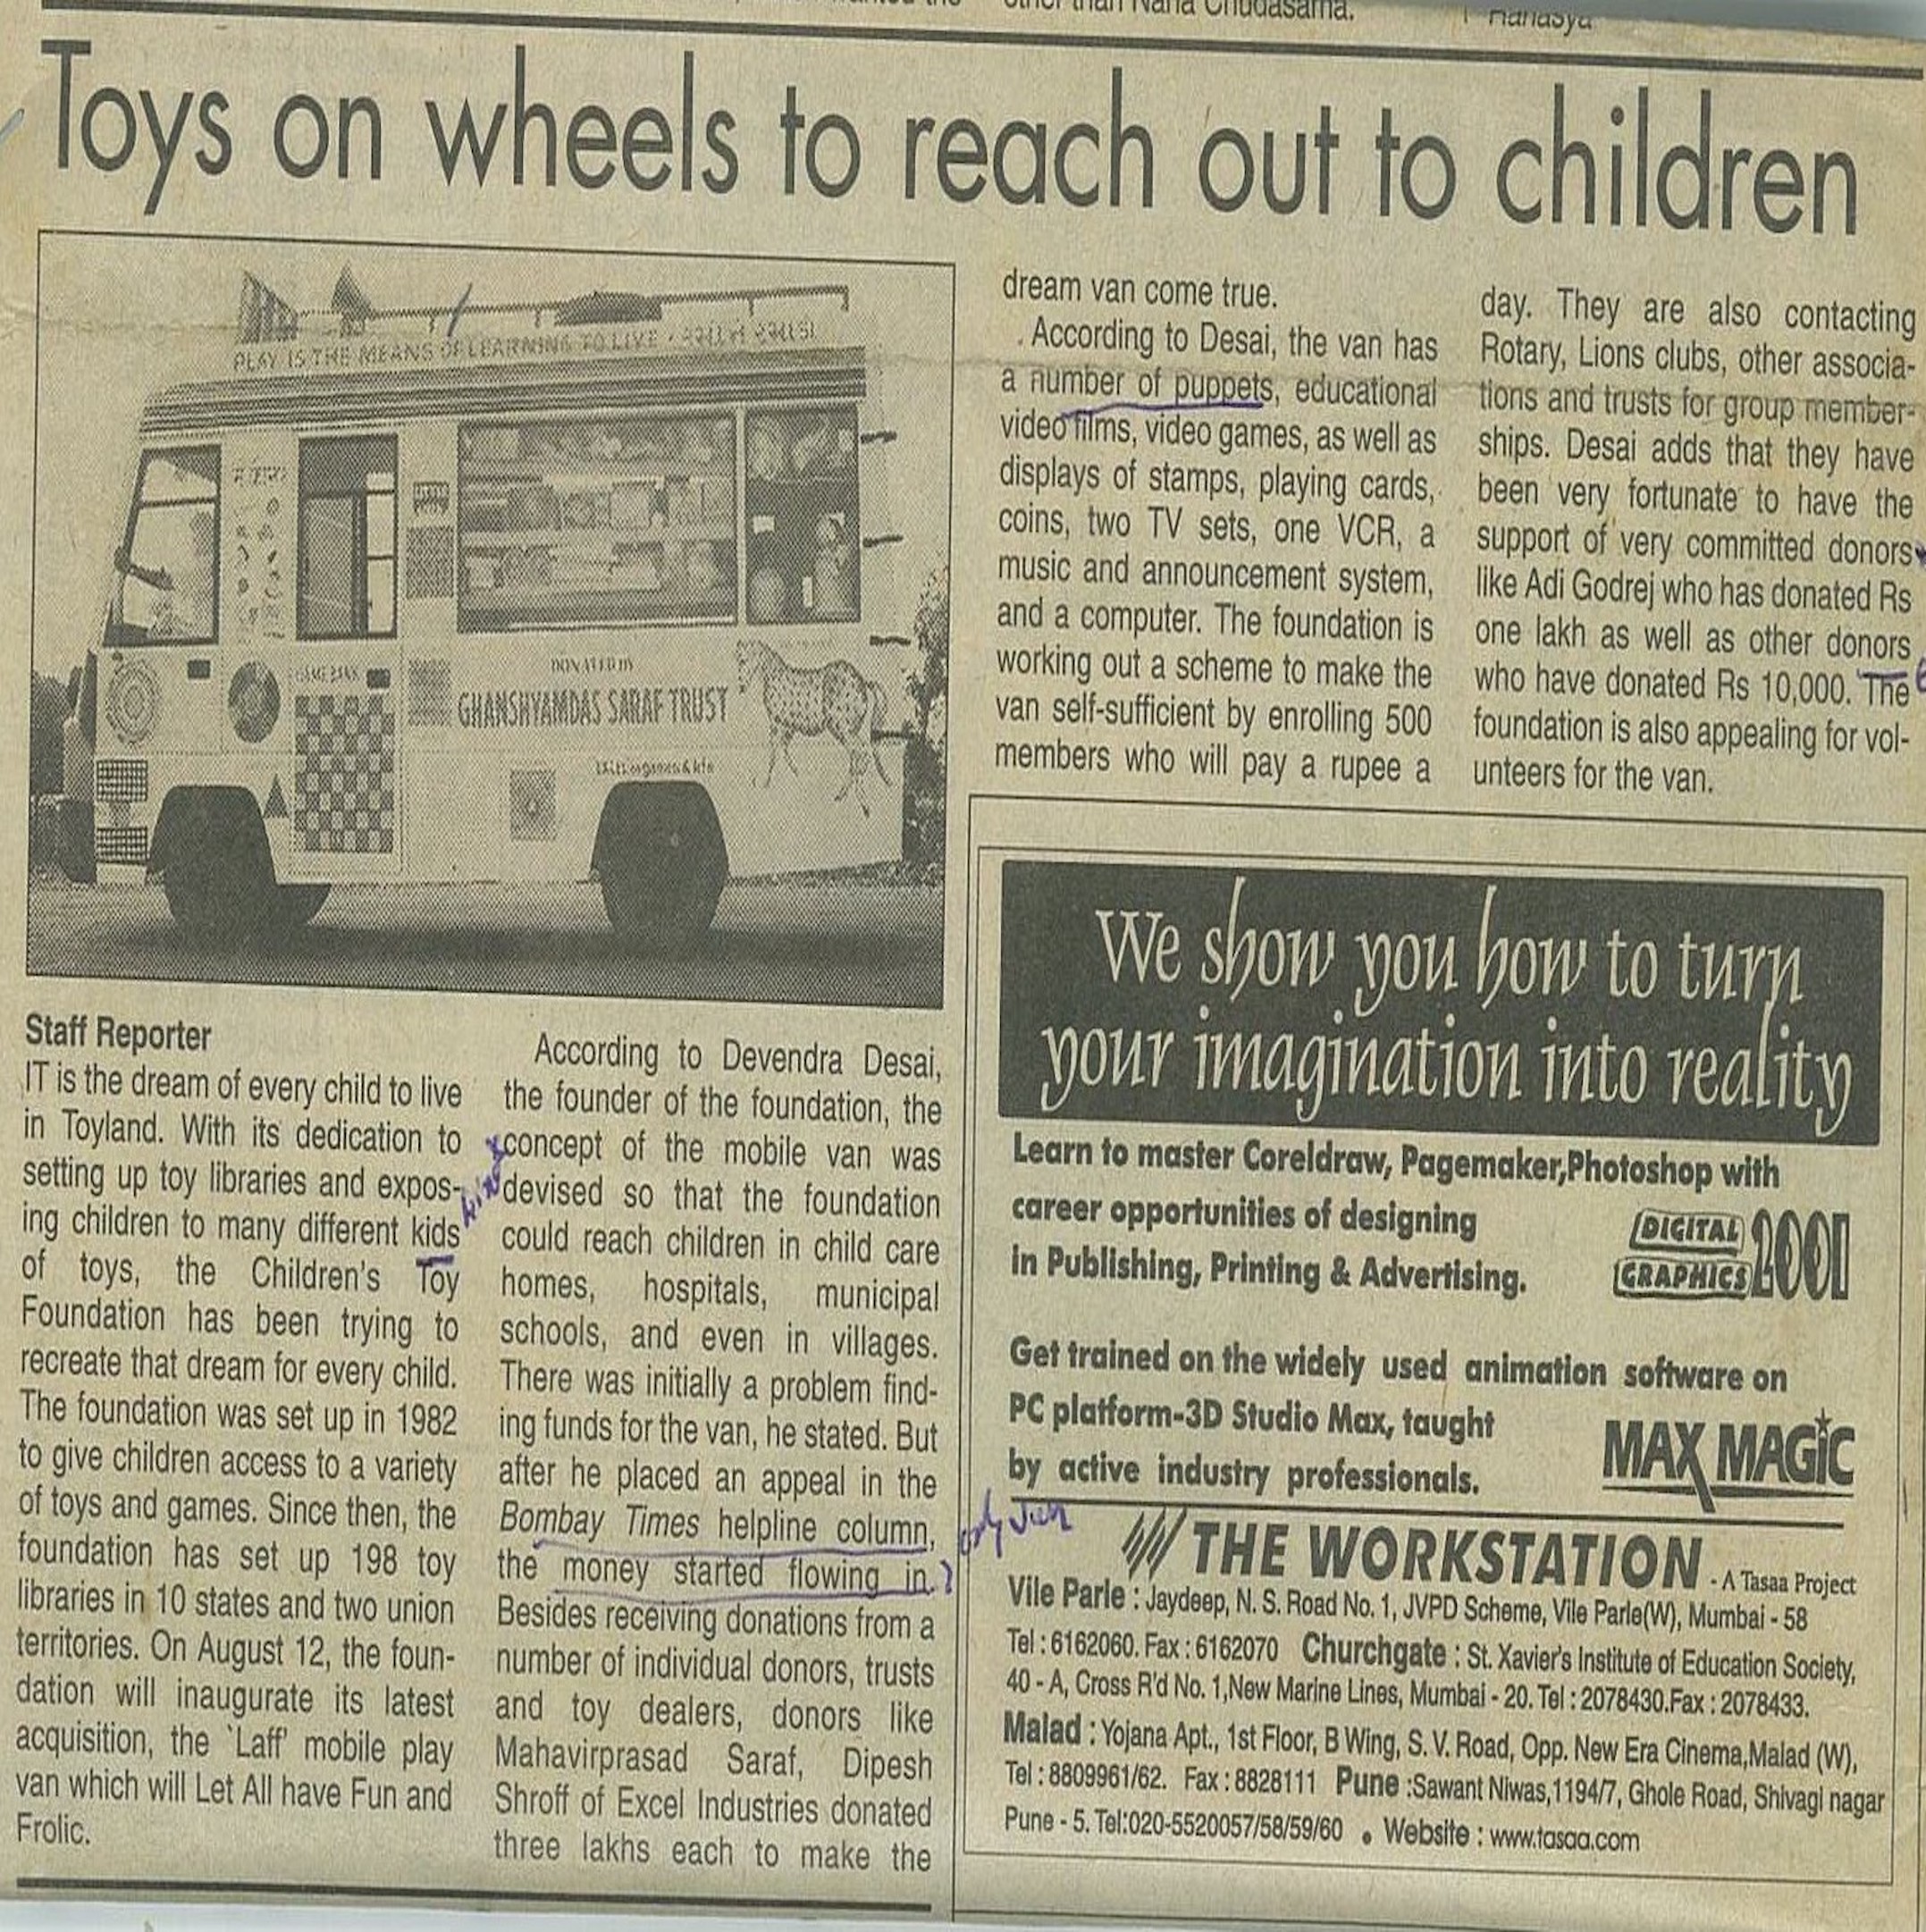 other than Nana Chudasama.
Toys on wheels to reach out to children
PLAY IS THE MEANS OF LEARNING TO LIVE
DONATED BY
GHANSHYAMDAS SARAF TRUST
Staff Reporter
IT is the dream of every child to live
in Toyland. With its dedication to
setting up toy libraries and expos-
ing children to many different kids
of toys, the Children's Toy
Foundation has been trying to
recreate that dream for every child.
The foundation was set up in 1982
to give children access to a variety
of toys and games. Since then, the
foundation has set up 198 toy
libraries in 10 states and two union
territories. On August 12, the foun-
dation will inaugurate its latest
acquisition, the `Laff' mobile play
van which will Let All have Fun and
Frolic.
According to Devendra Desai,
the founder of the foundation, the
concept of the mobile van was
devised so that the foundation
could reach children in child care
homes, hospitals, municipal
schools, and even in villages.
There was initially a problem find-
ing funds for the van, he stated. But
after he placed an appeal in the
Bombay Times helpline column,
the money started flowing in.
Besides receiving donations from a
number of individual donors, trusts
and toy dealers, donors like
Mahavirprasad Saraf, Dipesh
Shroff of Excel Industries donated
three lakhs each to make the
dream van come true.
According to Desai, the van has
a number of puppets, educational
video films, video games, as well as
displays of stamps, playing cards,
coins, two TV sets, one VCR, a
music and announcement system,
and a computer. The foundation is
working out a scheme to make the
van self-sufficient by enrolling 500
members who will pay a rupee a
day. They are also contacting
Rotary, Lions clubs, other associa-
tions and trusts for group member-
ships. Desai adds that they have
been very fortunate to have the
support of very committed donors
like Adi Godrej who has donated Rs
one lakh as well as other donors
who have donated Rs 10,000. The
foundation is also appealing for vol-
unteers for the van.
We show you how to turn
your imagination into reality
Learn to master Coreldraw, Pagemaker,Photoshop with
career opportunities of designing
in Publishing, Printing & Advertising.
DIGITAL
GRAPHICS 2001
Get trained on the widely used animation software on
PC platform-3D Studio Max, taught
by active industry professionals.
MAX MAGIC
THE WORKSTATION - A Tasaa Project
Vile Parle : Jaydeep, N. S. Road No. 1, JVPD Scheme, Vile Parle(W), Mumbai - 58
Tel : 6162060. Fax : 6162070 Churchgate : St. Xavier's Institute of Education Society,
40 - A, Cross R'd No. 1,New Marine Lines, Mumbai - 20. Tel : 2078430.Fax : 2078433.
Malad : Yojana Apt., 1st Floor, B Wing, S. V. Road, Opp. New Era Cinema,Malad (W),
Tel : 8809961/62. Fax : 8828111 Pune :Sawant Niwas,1194/7, Ghole Road, Shivagi nagar
Pune - 5. Tel:020-5520057/58/59/60 • Website : www.tasaa.com